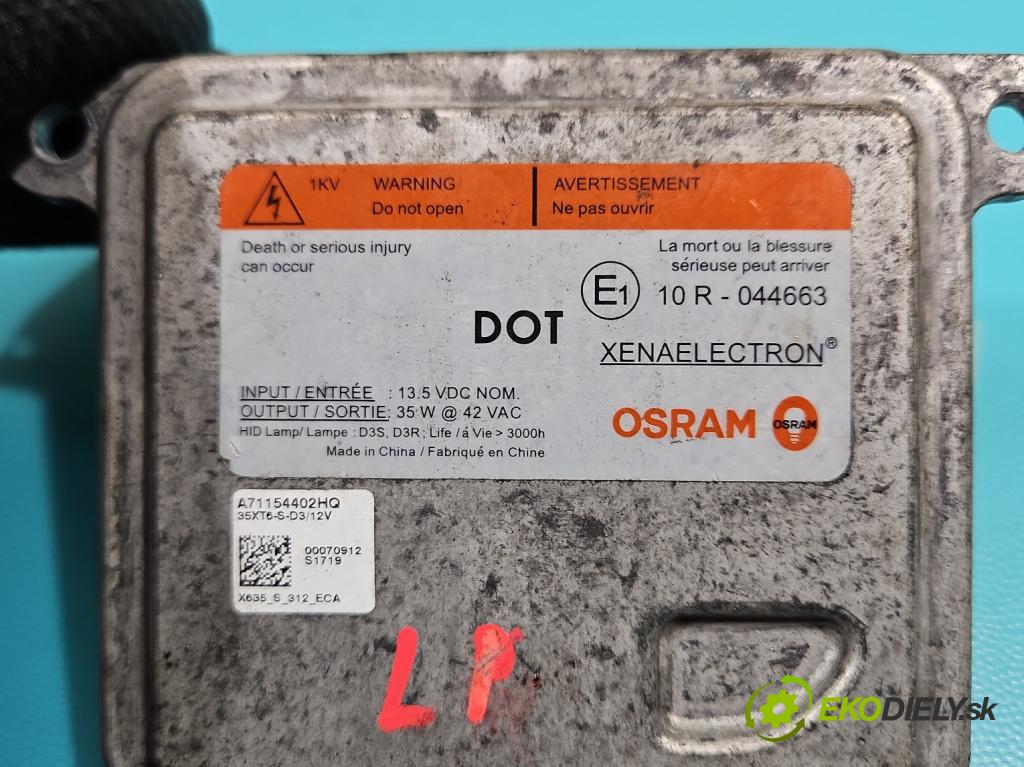 1KV WARNING AVERTISSEMENT
Do not open Ne pas ouvrir
Death or serious injury
can occur
La mort ou la blessure
sérieuse peut arriver
E1 10 R - 044663
DOT
XENAELECTRON®
INPUT / ENTRÉE : 13.5 VDC NOM.
OUTPUT / SORTIE: 35 W @ 42 VAC
HID Lamp/ Lampe : D3S, D3R; Life / á Vie > 3000h
Made in China / Fabriqué en Chine
OSRAM OSRAM
A71154402HQ
35XT6-S-D3/12V
00070912
S1719
X635_S_312_ECA
LP
EKODIELY.sk